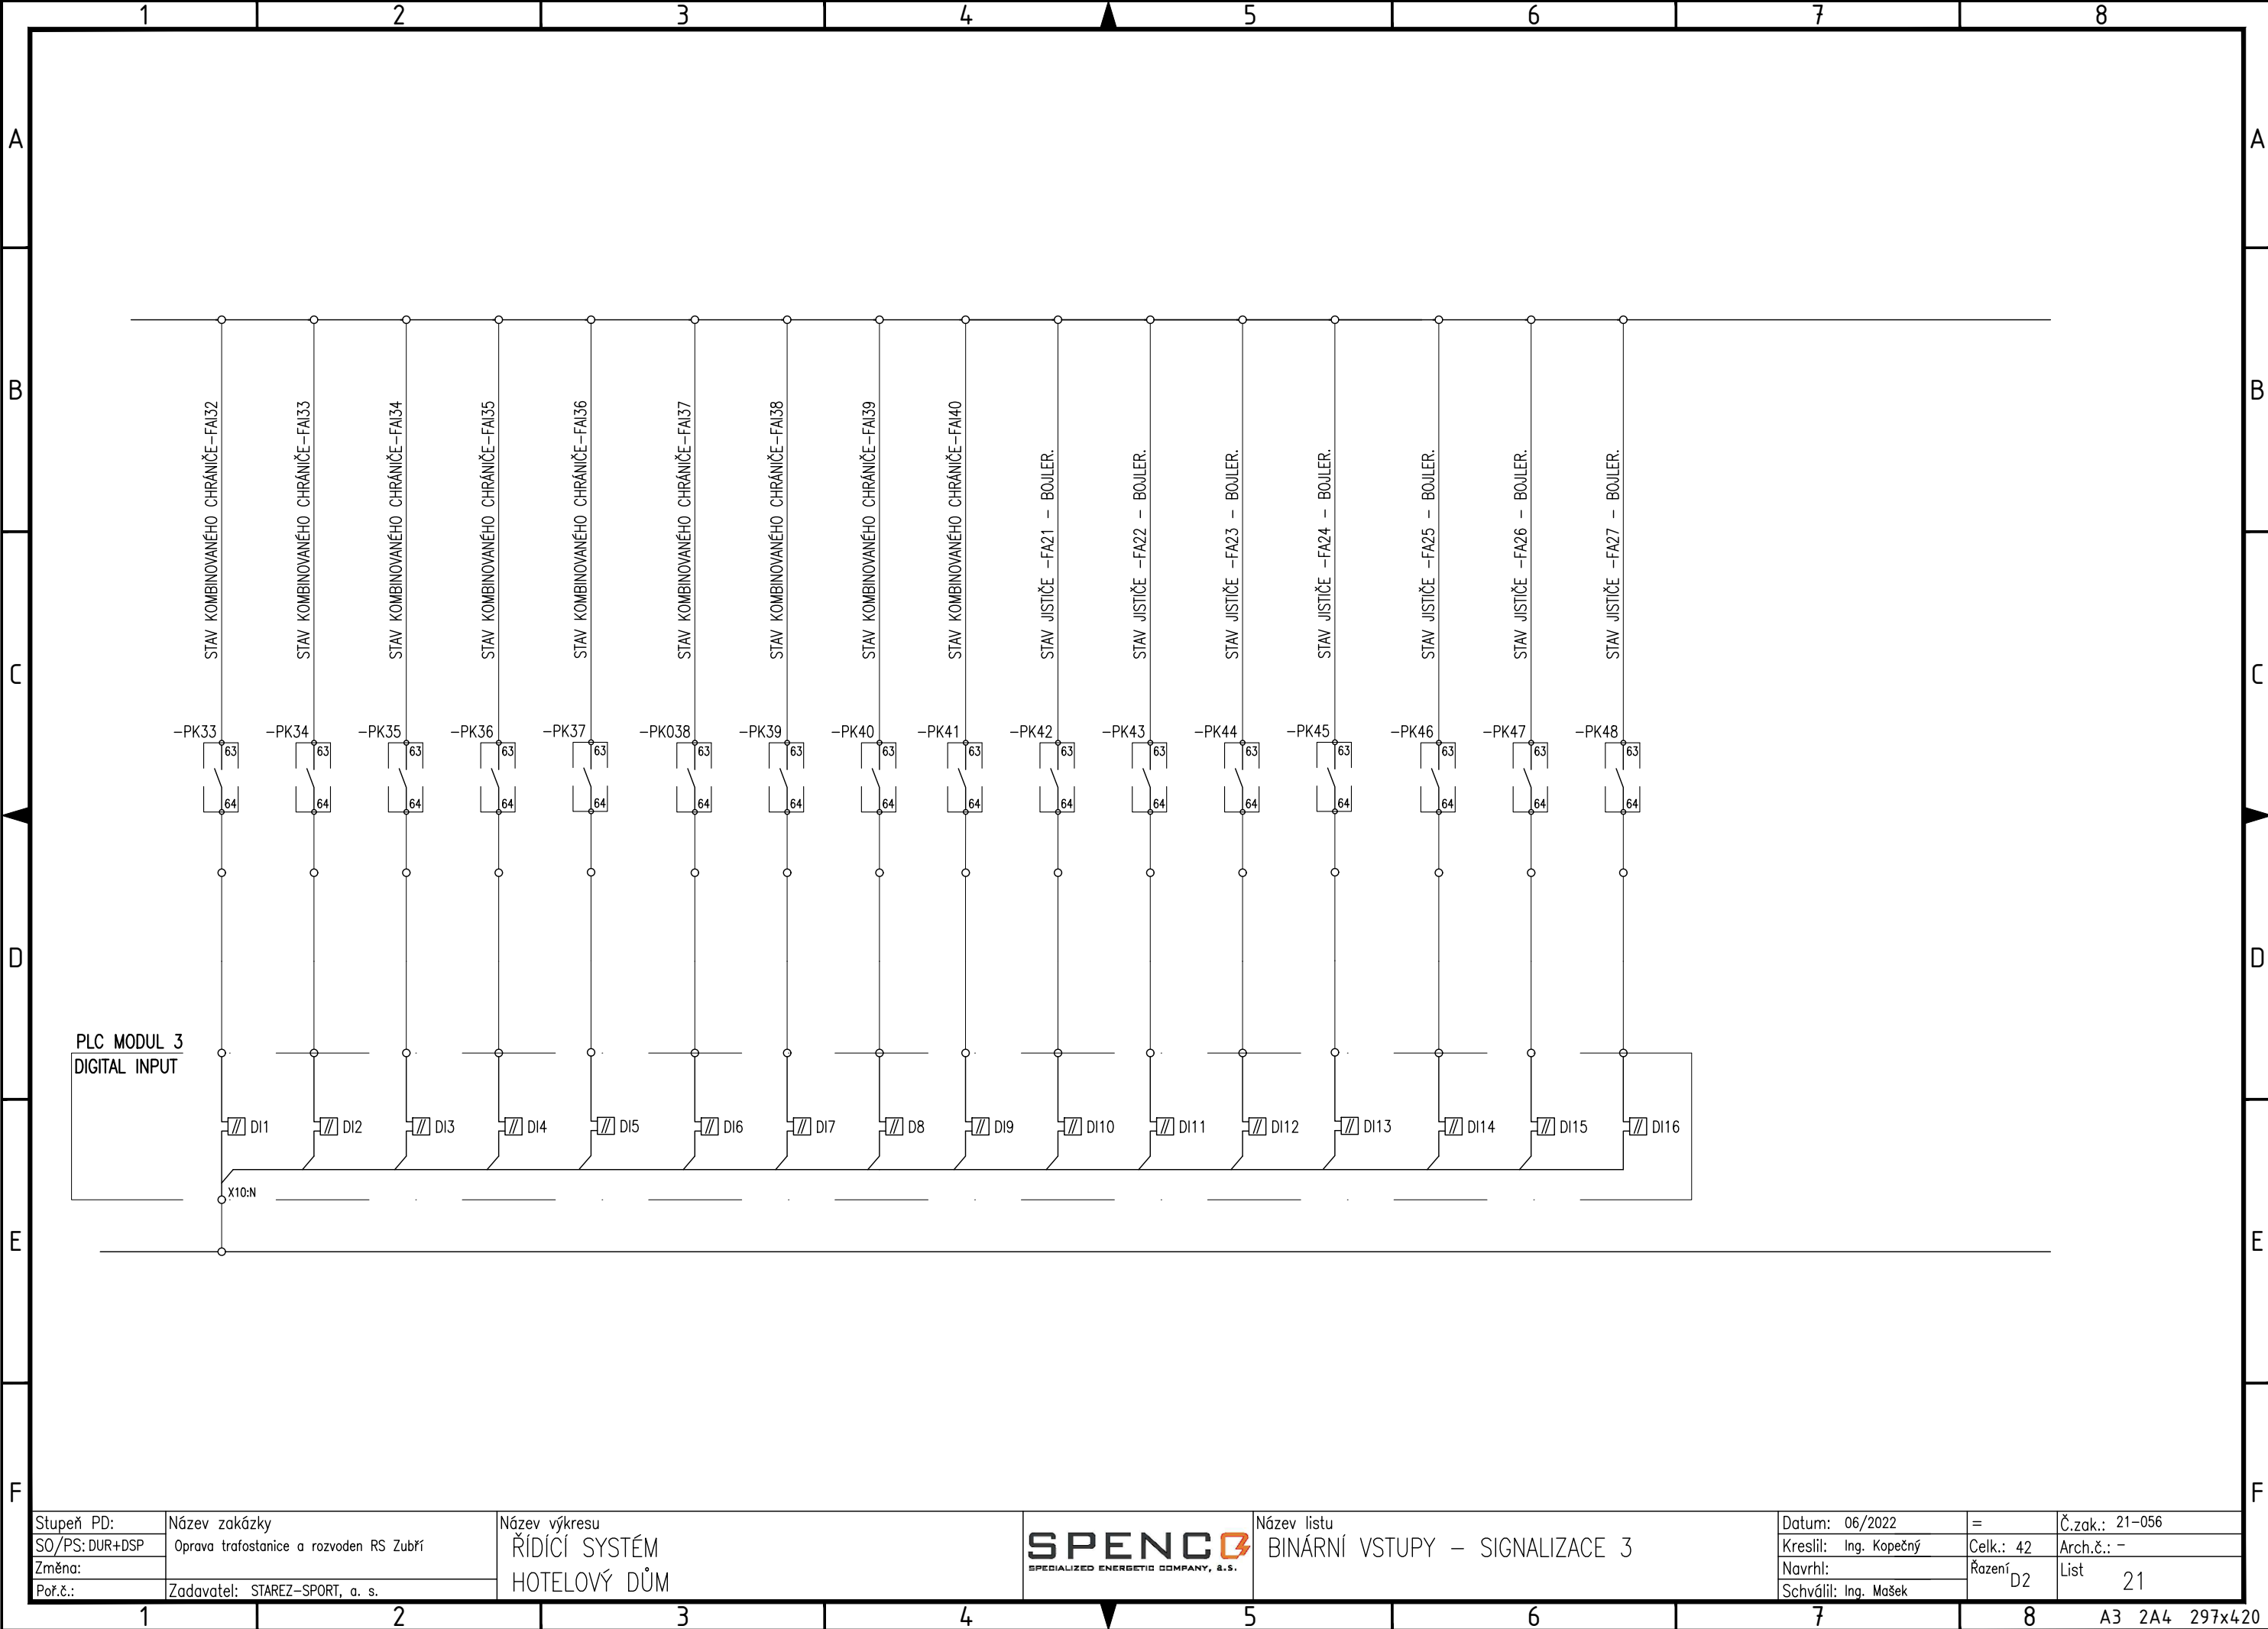 1 2 3 4 5 6 7 8
A A
B B
C C
D D
E E
F F
STAV KOMBINOVANÉHO CHRÁNIČE-FAI32
STAV KOMBINOVANÉHO CHRÁNIČE-FAI33
STAV KOMBINOVANÉHO CHRÁNIČE-FAI34
STAV KOMBINOVANÉHO CHRÁNIČE-FAI35
STAV KOMBINOVANÉHO CHRÁNIČE-FAI36
STAV KOMBINOVANÉHO CHRÁNIČE-FAI37
STAV KOMBINOVANÉHO CHRÁNIČE-FAI38
STAV KOMBINOVANÉHO CHRÁNIČE-FAI39
STAV KOMBINOVANÉHO CHRÁNIČE-FAI40
STAV JISTIČE -FA21 - BOJLER.
STAV JISTIČE -FA22 - BOJLER.
STAV JISTIČE -FA23 - BOJLER.
STAV JISTIČE -FA24 - BOJLER.
STAV JISTIČE -FA25 - BOJLER.
STAV JISTIČE -FA26 - BOJLER.
STAV JISTIČE -FA27 - BOJLER.
-PK33 -PK34 -PK35 -PK36 -PK37 -PK038 -PK39 -PK40 -PK41 -PK42 -PK43 -PK44 -PK45 -PK46 -PK47 -PK48
63 63 63 63 63 63 63 63 63 63 63 63 63 63 63 63
64 64 64 64 64 64 64 64 64 64 64 64 64 64 64 64
PLC MODUL 3
DIGITAL INPUT
DI1 DI2 DI3 DI4 DI5 DI6 DI7 D8 DI9 DI10 DI11 DI12 DI13 DI14 DI15 DI16
X10:N
Stupeň PD:
SO/PS: DUR+DSP
Změna:
Poř.č.:
Název zakázky
Oprava trafostanice a rozvoden RS Zubří
Zadavatel: STAREZ-SPORT, a. s.
Název výkresu
ŘÍDÍCÍ SYSTÉM
HOTELOVÝ DŮM
SPENCO
SPECIALIZED ENERGETIC COMPANY, a.s.
Název listu
BINÁRNÍ VSTUPY - SIGNALIZACE 3
Datum: 06/2022
Kreslil: Ing. Kopečný
Navrhl:
Schválil: Ing. Mašek
=
Celk.: 42
Řazení D2
Č.zak.: 21-056
Arch.č.: -
List 21
1 2 3 4 5 6 7 8
A3 2A4 297x420